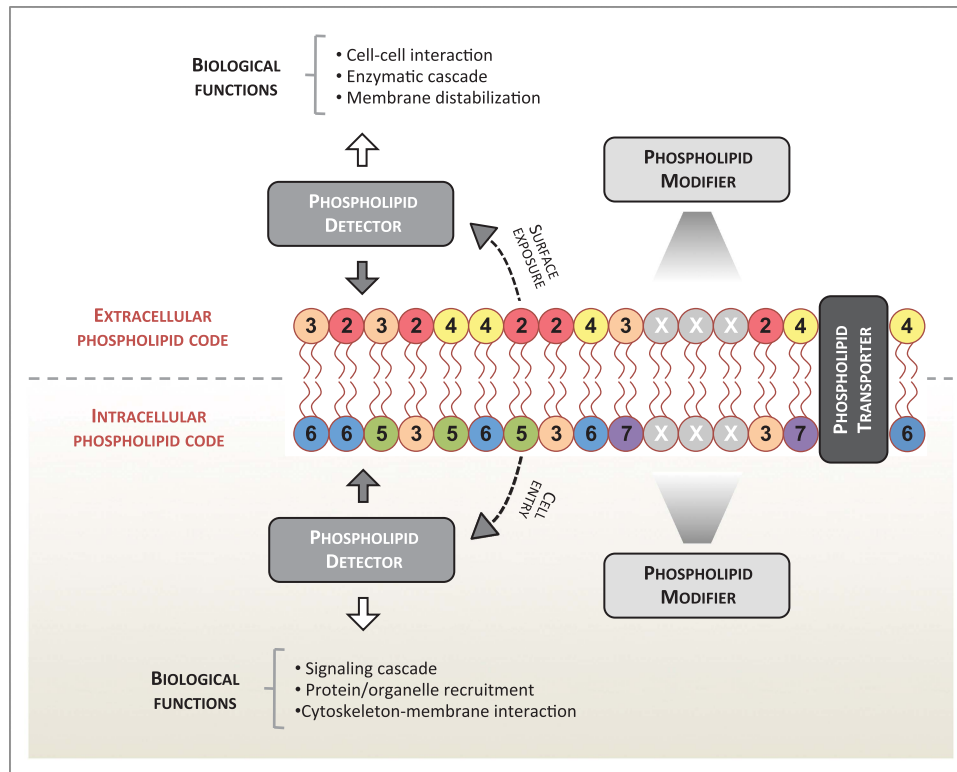 BIOLOGICAL
FUNCTIONS
• Cell-cell interaction
• Enzymatic cascade
• Membrane distabilization
PHOSPHOLIPID
MODIFIER
PHOSPHOLIPID
DETECTOR
SURFACE
EXPOSURE
EXTRACELLULAR
PHOSPHOLIPID CODE
3 2 3 2 4 4 2 2 4 3 X X X 2 4 4
PHOSPHOLIPID
TRANSPORTER
INTRACELLULAR
PHOSPHOLIPID CODE
6 6 5 3 5 6 5 3 6 7 X X X 3 7 6
CELL
ENTRY
PHOSPHOLIPID
DETECTOR
PHOSPHOLIPID
MODIFIER
BIOLOGICAL
FUNCTIONS
• Signaling cascade
• Protein/organelle recruitment
•Cytoskeleton-membrane interaction